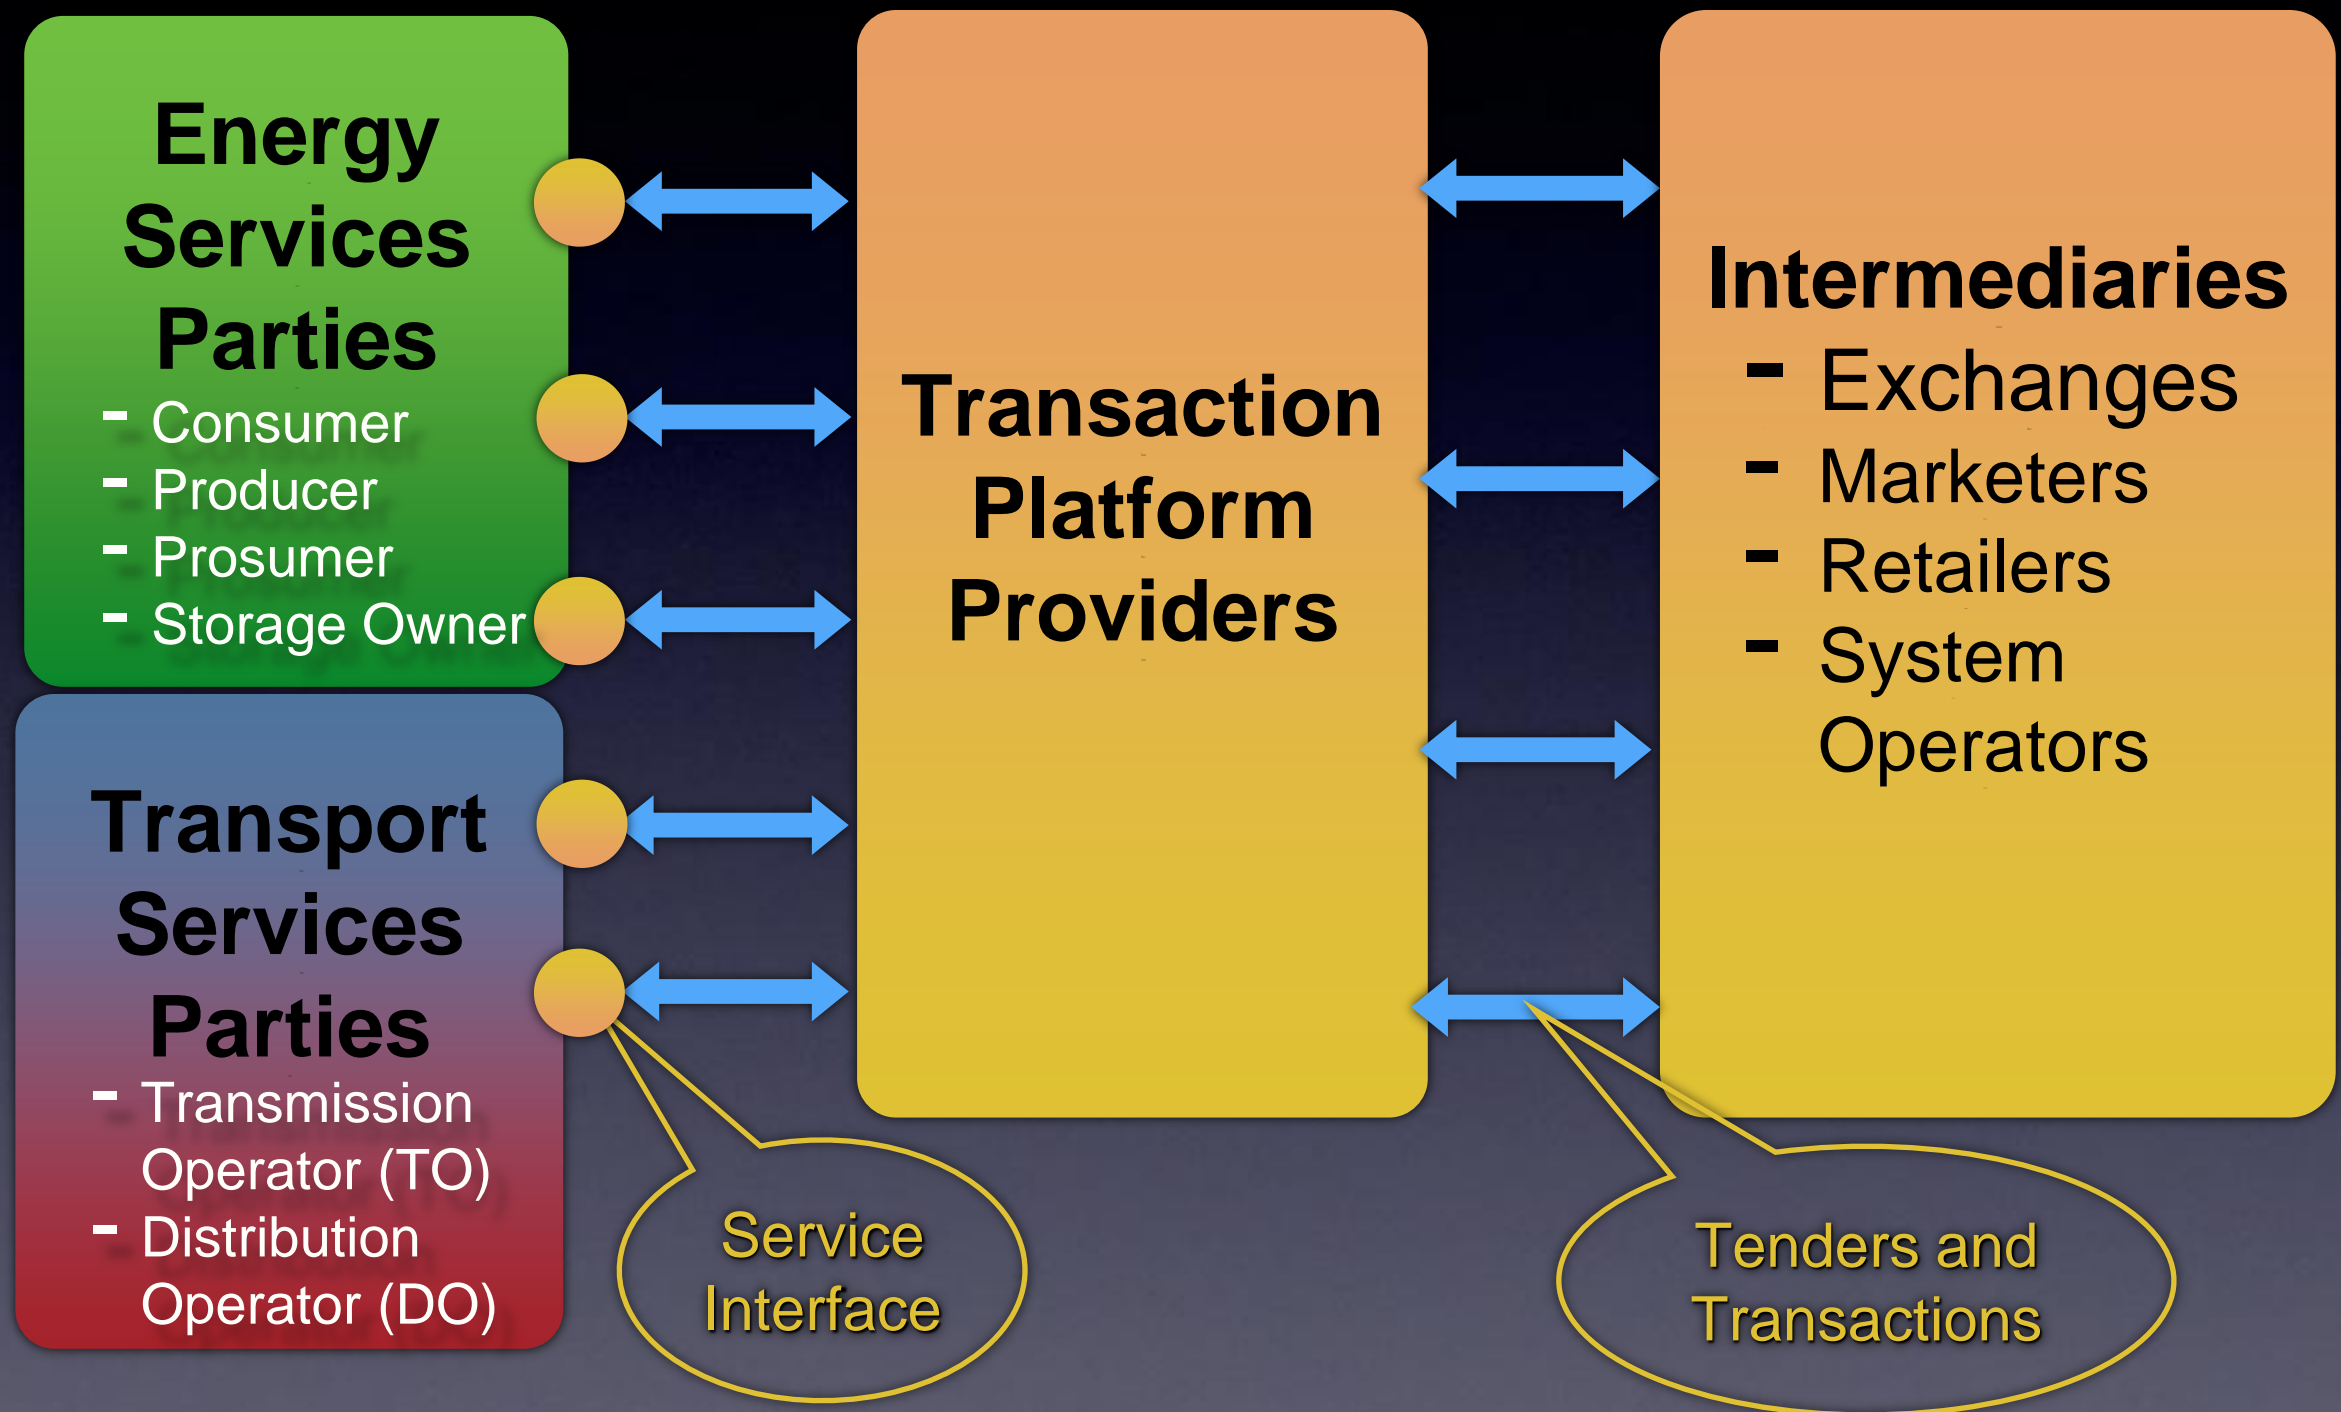 Energy
Services
Parties
- Consumer
- Producer
- Prosumer
- Storage Owner
Transport
Services
Parties
- Transmission
Operator (TO)
- Distribution
Operator (DO)
Transaction
Platform
Providers
Intermediaries
- Exchanges
- Marketers
- Retailers
- System
Operators
Service
Interface
Tenders and
Transactions